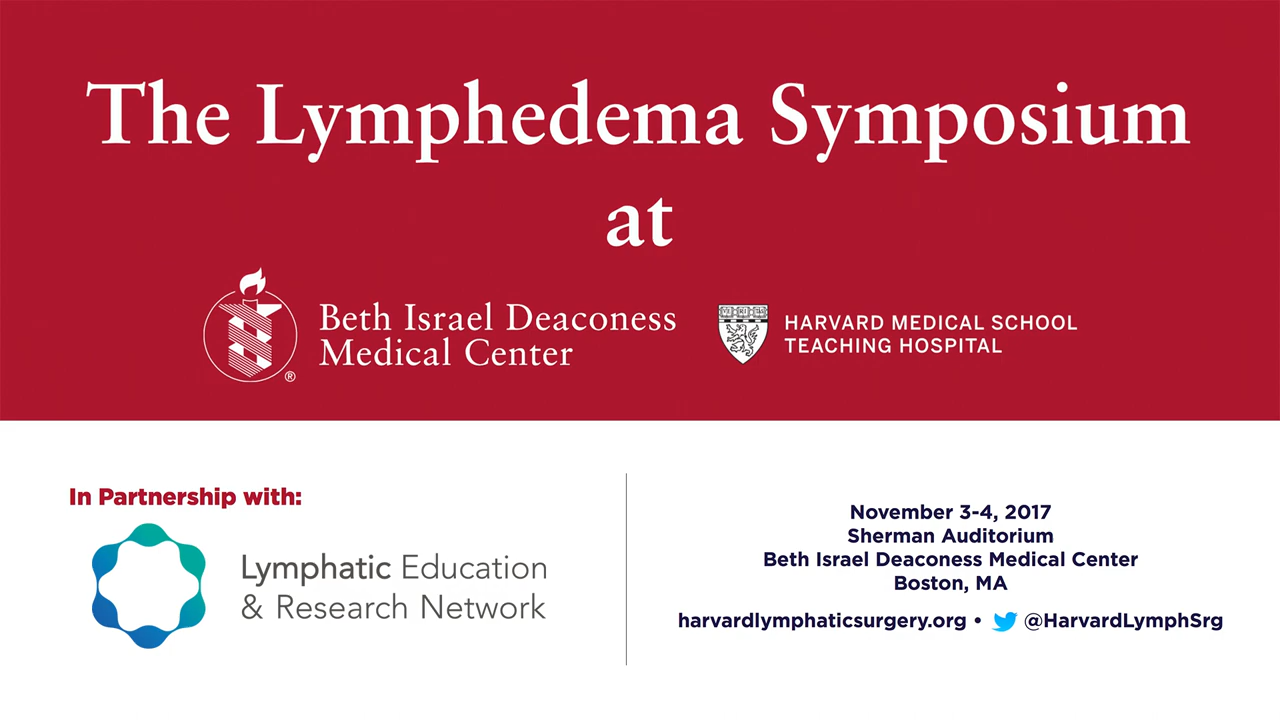 The Lymphedema Symposium
at
Beth Israel Deaconess
Medical Center
®
HARVARD MEDICAL SCHOOL
TEACHING HOSPITAL
In Partnership with:
Lymphatic Education
& Research Network
November 3-4, 2017
Sherman Auditorium
Beth Israel Deaconess Medical Center
Boston, MA
harvardlymphaticsurgery.org • @HarvardLymphSrg